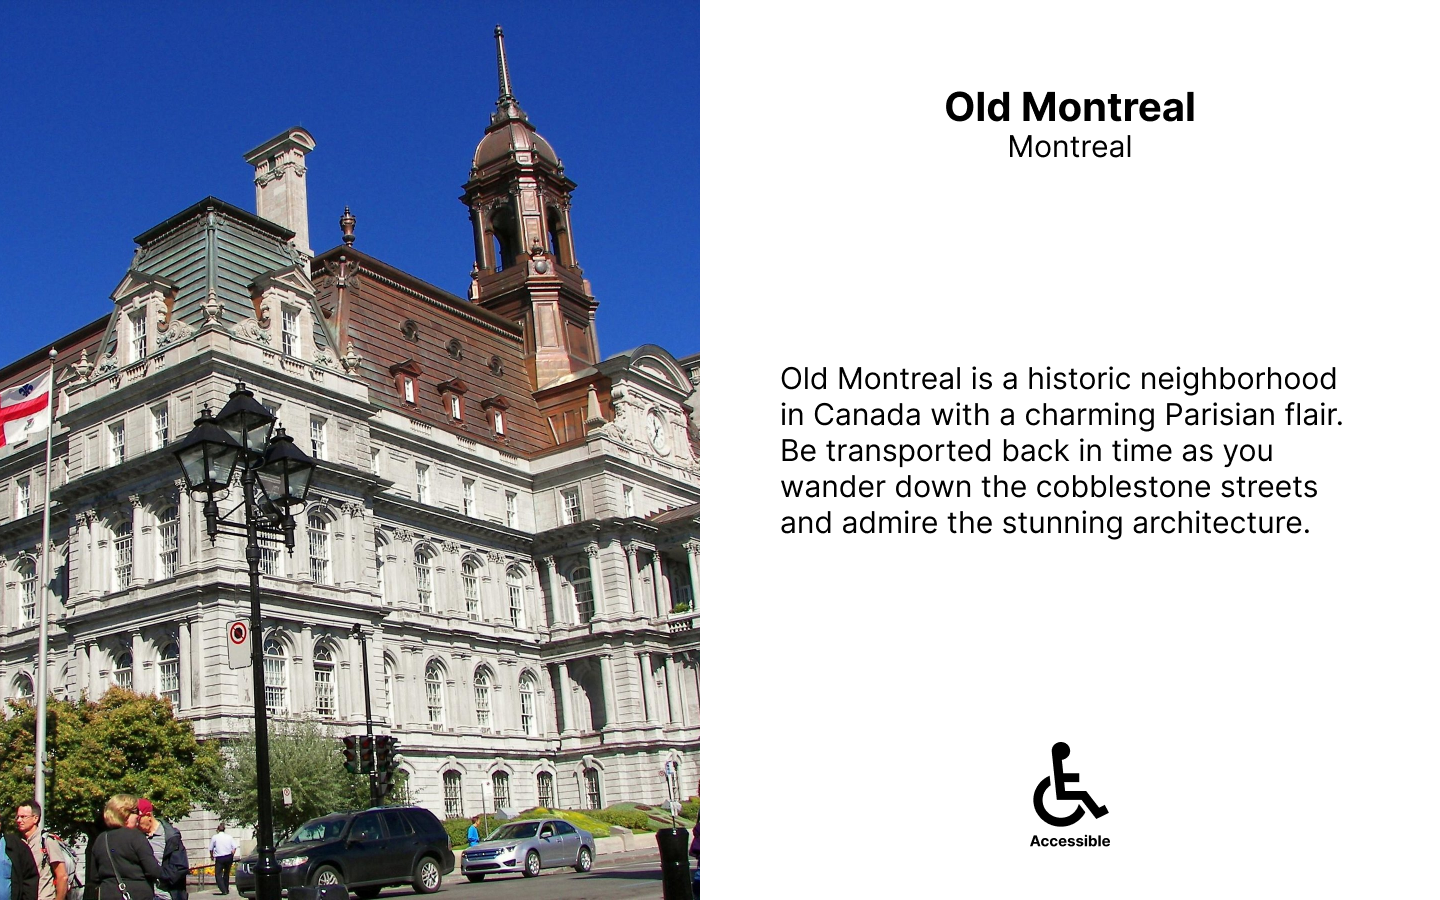 Old Montreal
Montreal
Old Montreal is a historic neighborhood
in Canada with a charming Parisian flair.
Be transported back in time as you
wander down the cobblestone streets
and admire the stunning architecture.
Accessible